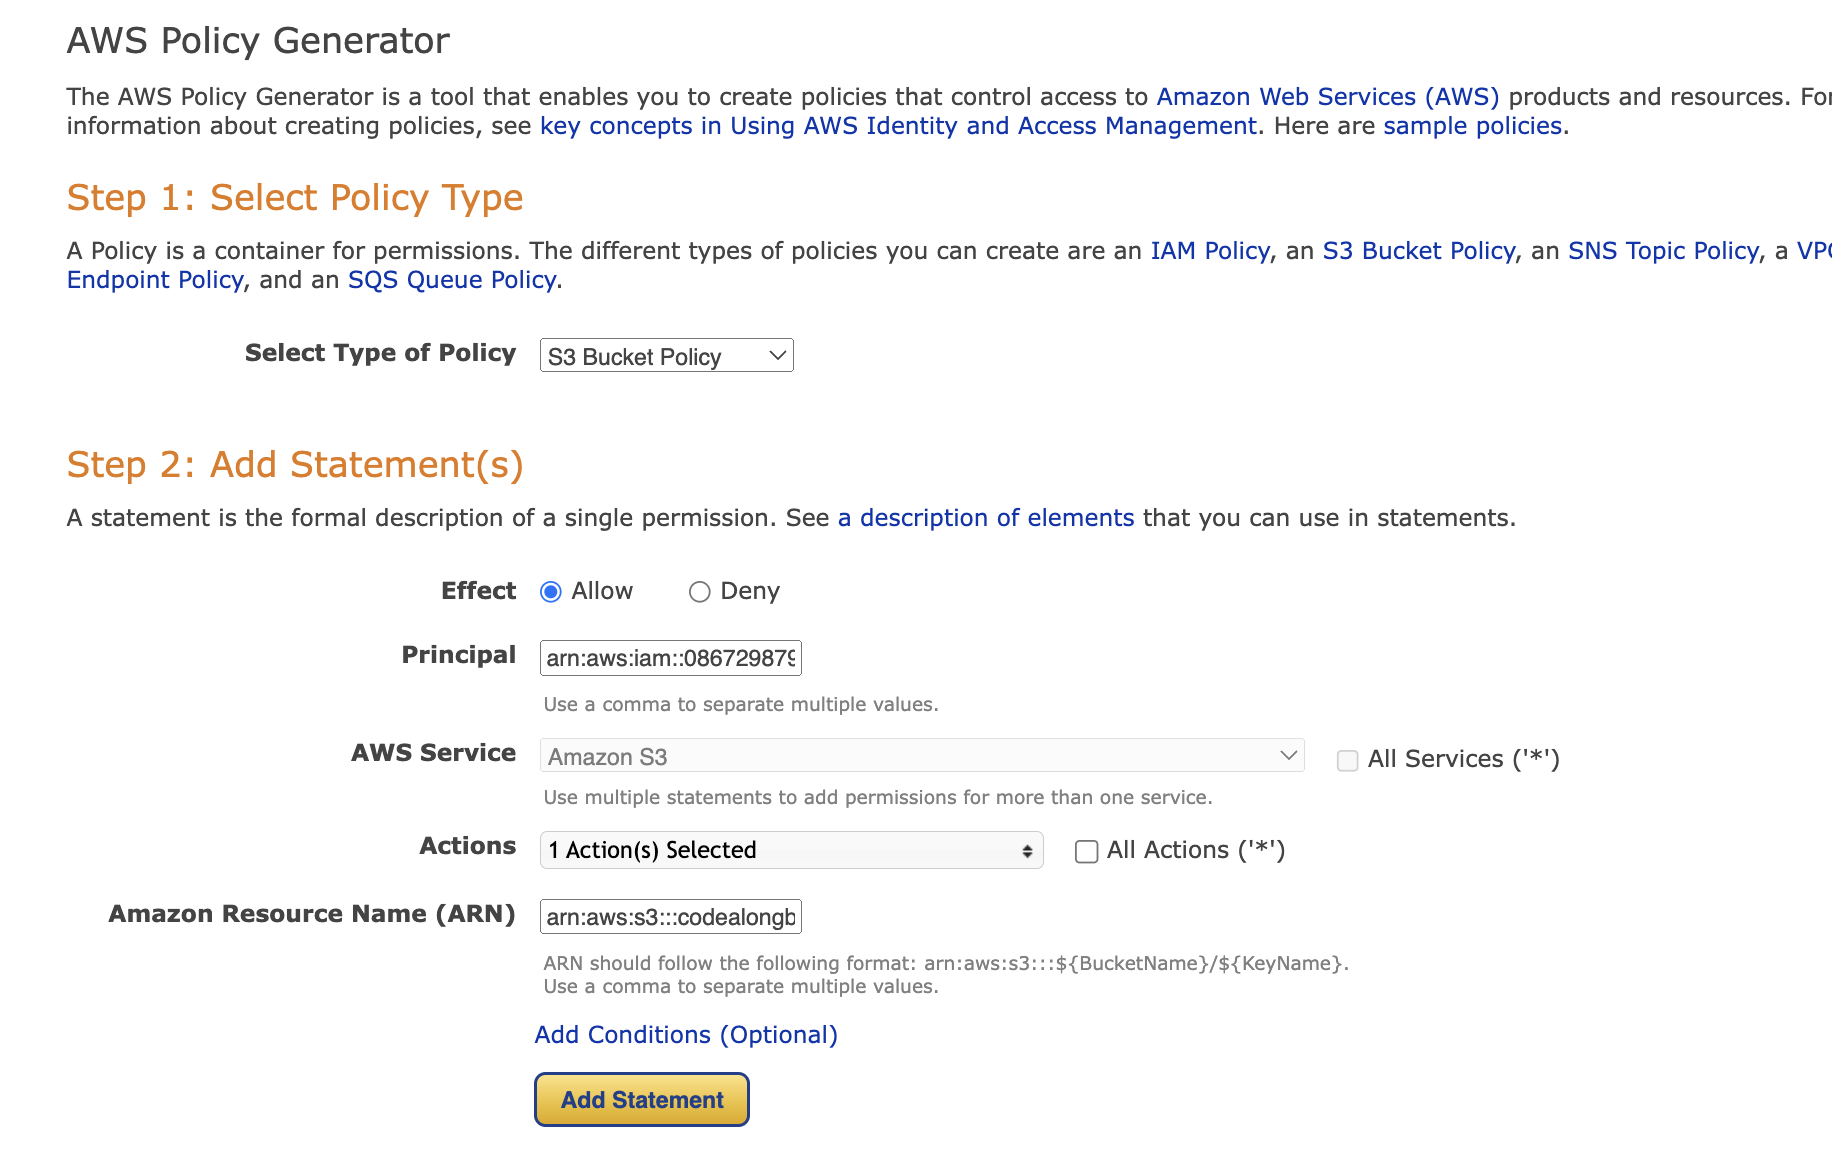 AWS Policy Generator
The AWS Policy Generator is a tool that enables you to create policies that control access to Amazon Web Services (AWS) products and resources. For
information about creating policies, see key concepts in Using AWS Identity and Access Management. Here are sample policies.
Step 1: Select Policy Type
A Policy is a container for permissions. The different types of policies you can create are an IAM Policy, an S3 Bucket Policy, an SNS Topic Policy, a VPC
Endpoint Policy, and an SQS Queue Policy.
Select Type of Policy S3 Bucket Policy
Step 2: Add Statement(s)
A statement is the formal description of a single permission. See a description of elements that you can use in statements.
Effect Allow Deny
Principal arn:aws:iam::086729879
Use a comma to separate multiple values.
AWS Service Amazon S3 All Services ('*')
Use multiple statements to add permissions for more than one service.
Actions 1 Action(s) Selected All Actions ('*')
Amazon Resource Name (ARN) arn:aws:s3:::codealongb
ARN should follow the following format: arn:aws:s3:::${BucketName}/${KeyName}.
Use a comma to separate multiple values.
Add Conditions (Optional)
Add Statement